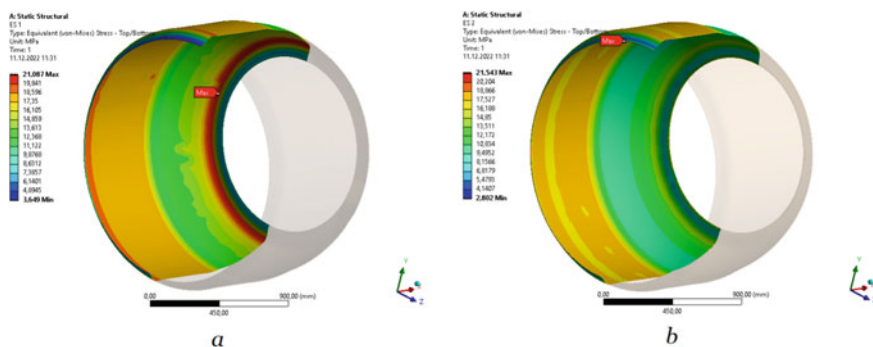 A: Static Structural
ES 1
Type: Equivalent (von-Mises) Stress - Top/Bottom
Unit: MPa
Time: 1
11.12.2022 11:31
21,087 Max
19,841
18,596
17,35
16,105
14,859
13,613
12,368
11,122
9,8768
8,6312
7,3857
6,1401
4,8945
3,649 Min
Max
0,00
900,00 (mm)
450,00
Y
Z
a
A: Static Structural
ES 2
Type: Equivalent (von-Mises) Stress - Top/Bottom
Unit: MPa
Time: 1
11.12.2022 11:31
21,543 Max
20,204
18,866
17,527
16,188
14,85
13,511
12,172
10,834
9,4952
8,1566
6,8179
5,4793
4,1407
2,802 Min
Max
0,00
900,00 (mm)
450,00
Y
Z
b